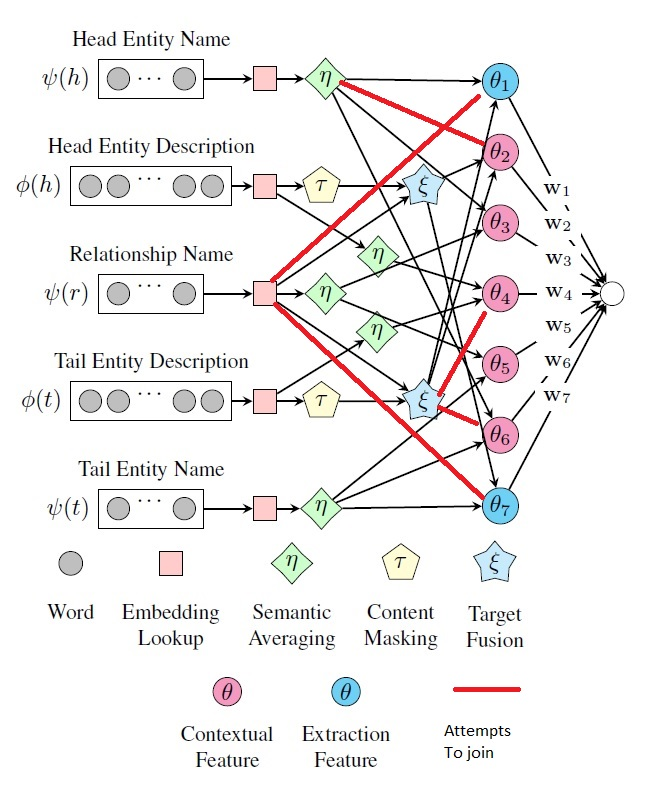 Head Entity Name
ψ(h) ··· η θ₁
Head Entity Description
θ₂
ϕ(h) ··· τ ξ w₁
w₂
θ₃
Relationship Name
η w₃
ψ(r) ··· η θ₄ w₄
η w₅
Tail Entity Description
θ₅ w₆
ϕ(t) ··· τ ξ w₇
θ₆
Tail Entity Name
ψ(t) ··· η θ₇
η τ ξ
Word Embedding Lookup Semantic Averaging Content Masking Target Fusion
θ θ
Contextual Feature Extraction Feature Attempts To join